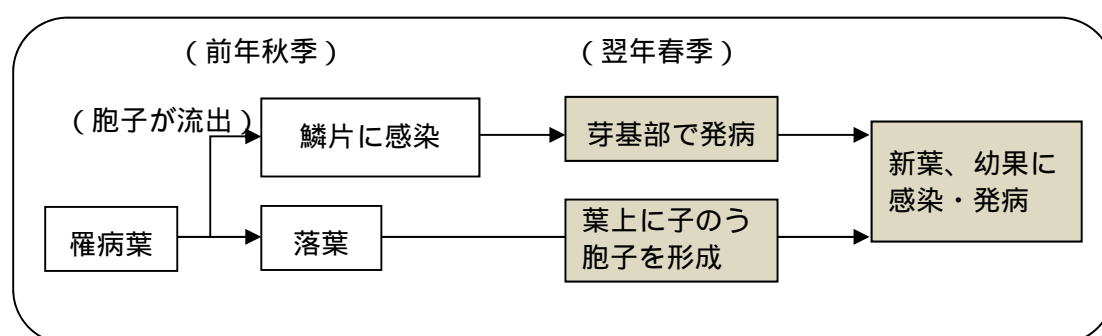 (前年秋季)
(翌年春季)
(胞子が流出)
鱗片に感染
芽基部で発病
新葉、幼果に
感染・発病
罹病葉
落葉
葉上に子のう
胞子を形成